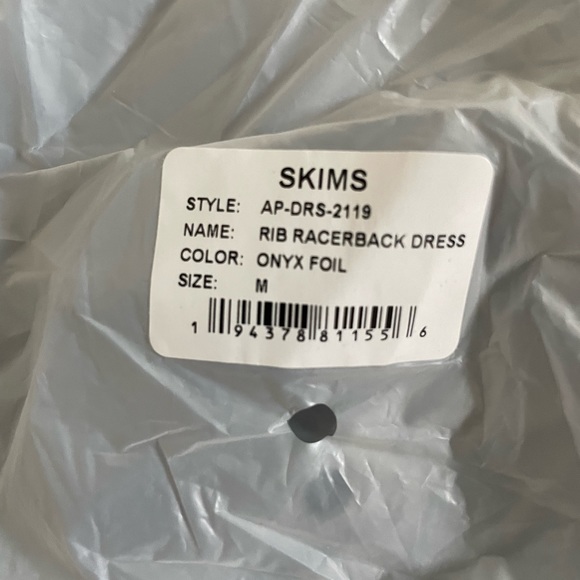 SKIMS
STYLE: AP-DRS-2119
NAME: RIB RACERBACK DRESS
COLOR: ONYX FOIL
SIZE: M
1 94378 81155 6